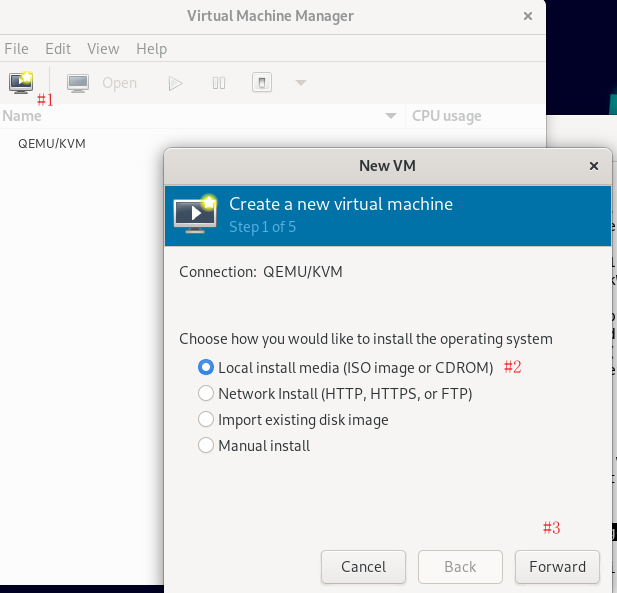 Virtual Machine Manager
File Edit View Help
Open
#1
Name CPU usage
QEMU/KVM
New VM
Create a new virtual machine
Step 1 of 5
Connection: QEMU/KVM
Choose how you would like to install the operating system
Local install media (ISO image or CDROM) #2
Network Install (HTTP, HTTPS, or FTP)
Import existing disk image
Manual install
#3
Cancel Back Forward